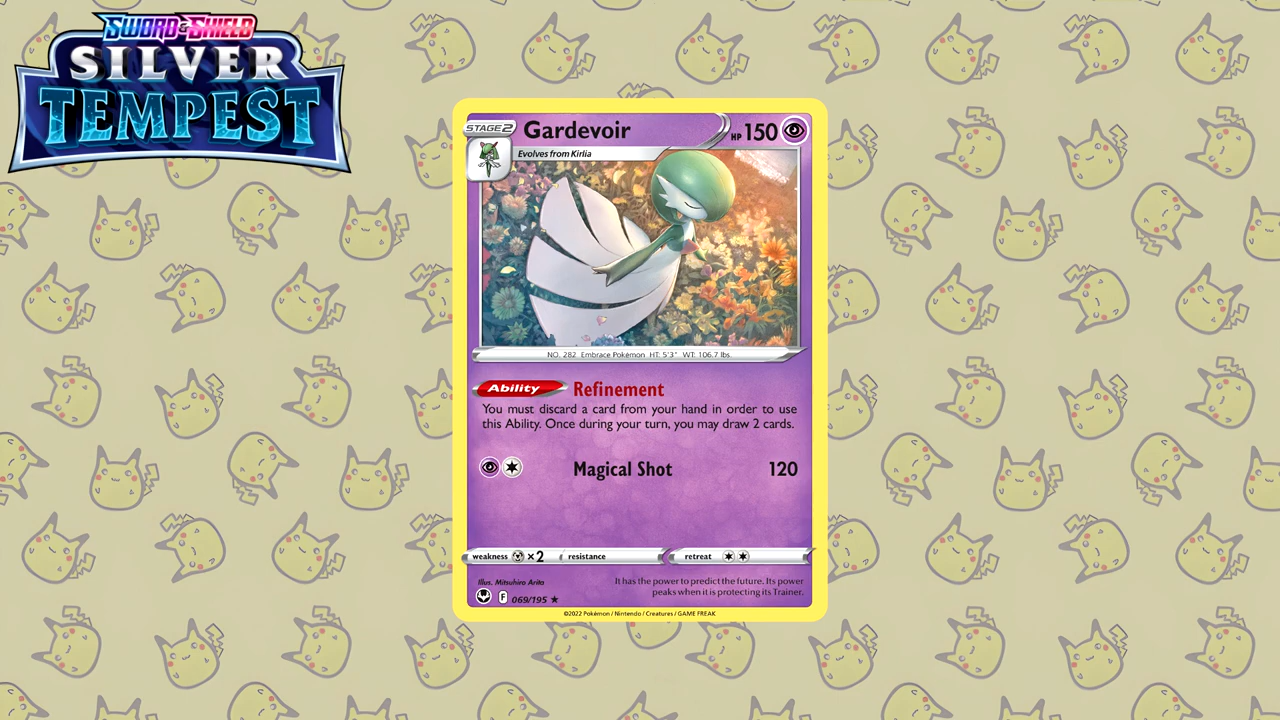 SWORD & SHIELD
SILVER
TEMPEST
STAGE2 Gardevoir HP 150
Evolves from Kirlia
NO. 282 Embrace Pokémon HT: 5'3" WT: 106.7 lbs.
Ability Refinement
You must discard a card from your hand in order to use
this Ability. Once during your turn, you may draw 2 cards.
Magical Shot 120
weakness ×2 resistance retreat
Illus. Mitsuhiro Arita
It has the power to predict the future. Its power
peaks when it is protecting its Trainer.
F 069/195 ★
©2022 Pokémon / Nintendo / Creatures / GAME FREAK